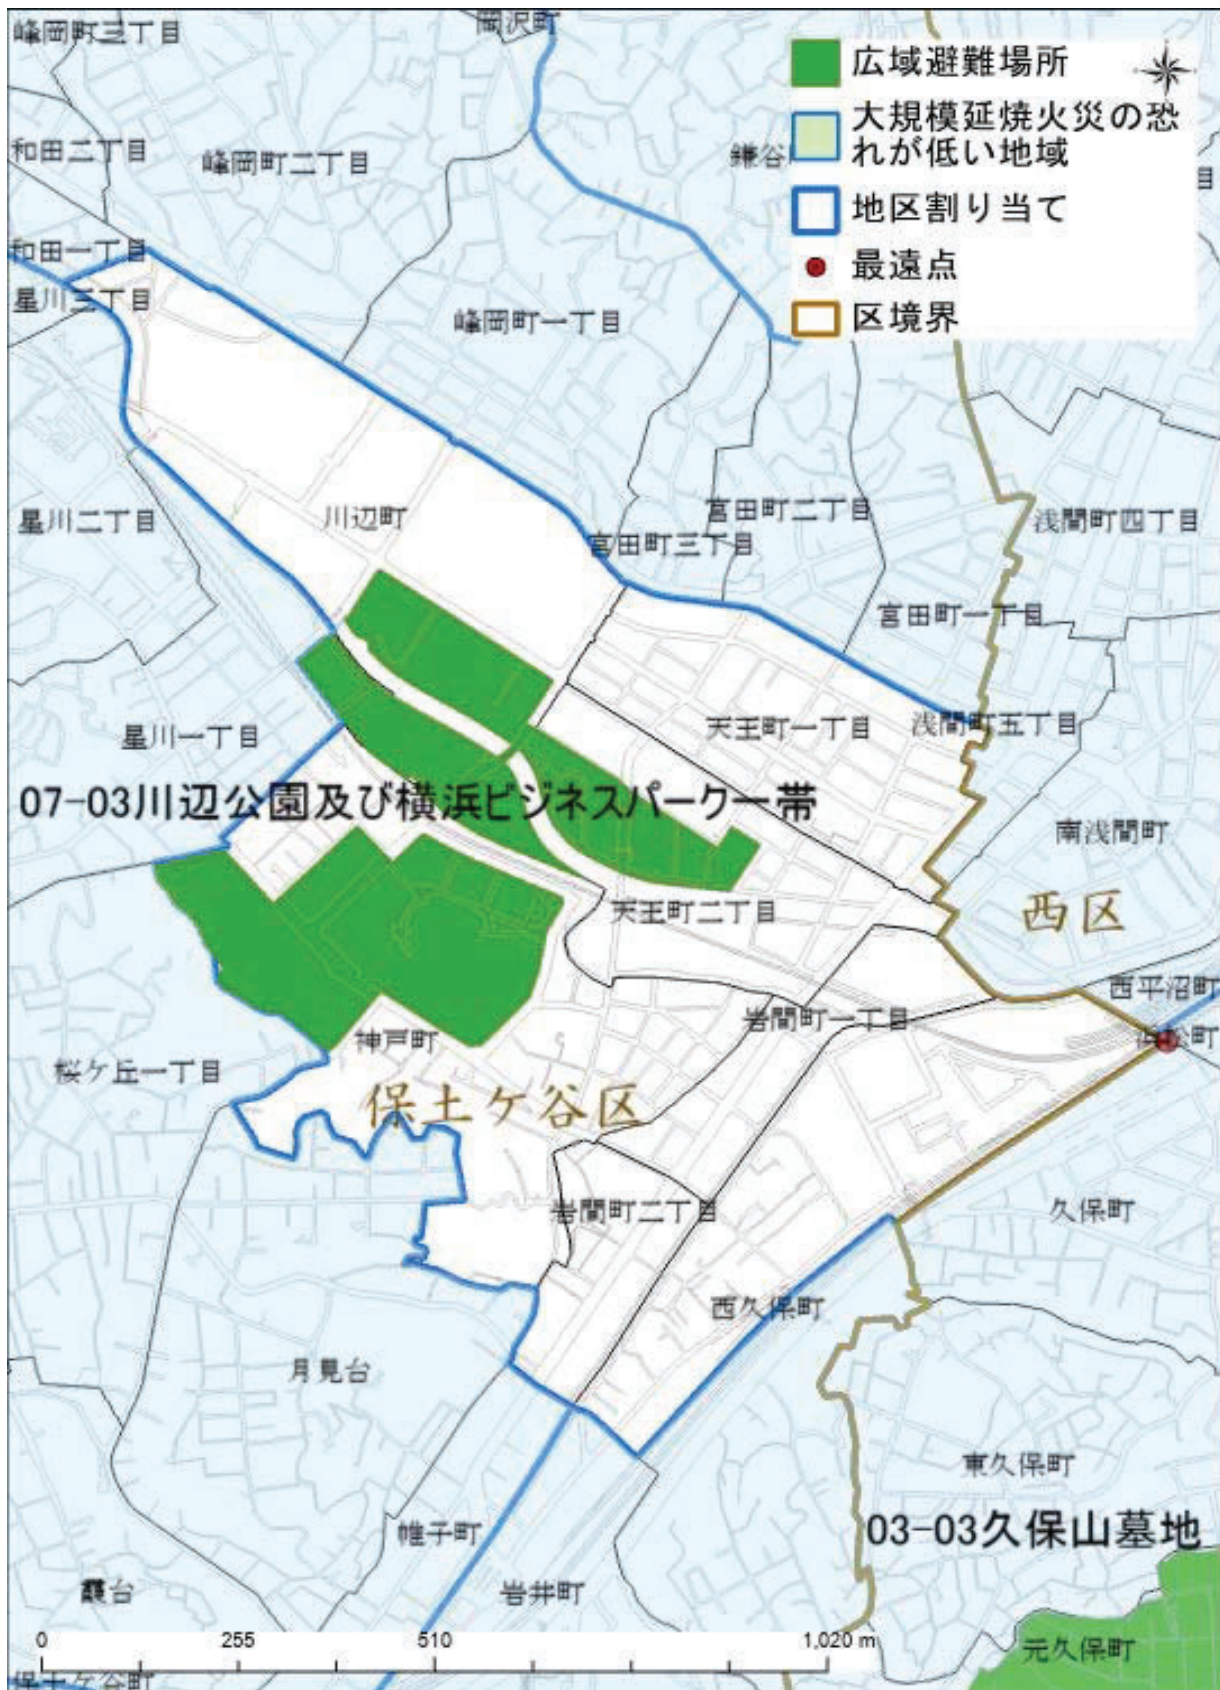 峰岡町三丁目
岡沢町
広域避難場所
大規模延焼火災の恐
れが低い地域
地区割り当て
最遠点
区境界
和田二丁目
峰岡町二丁目
鎌谷
目
和田一丁目
星川三丁目
峰岡町一丁目
星川二丁目
川辺町
宮田町二丁目
宮田町三丁目
浅間町四丁目
宮田町一丁目
星川一丁目
天王町一丁目
浅間町五丁目
07-03川辺公園及び横浜ビジネスパーク一帯
南浅間町
天王町二丁目
西区
西平沼町
岩間町一丁目
浜松町
神戸町
桜ケ丘一丁目
保土ケ谷区
岩間町二丁目
久保町
西久保町
月見台
東久保町
03-03久保山墓地
帷子町
霞台
岩井町
元久保町
0 255 510 1,020 m
保土ケ谷町